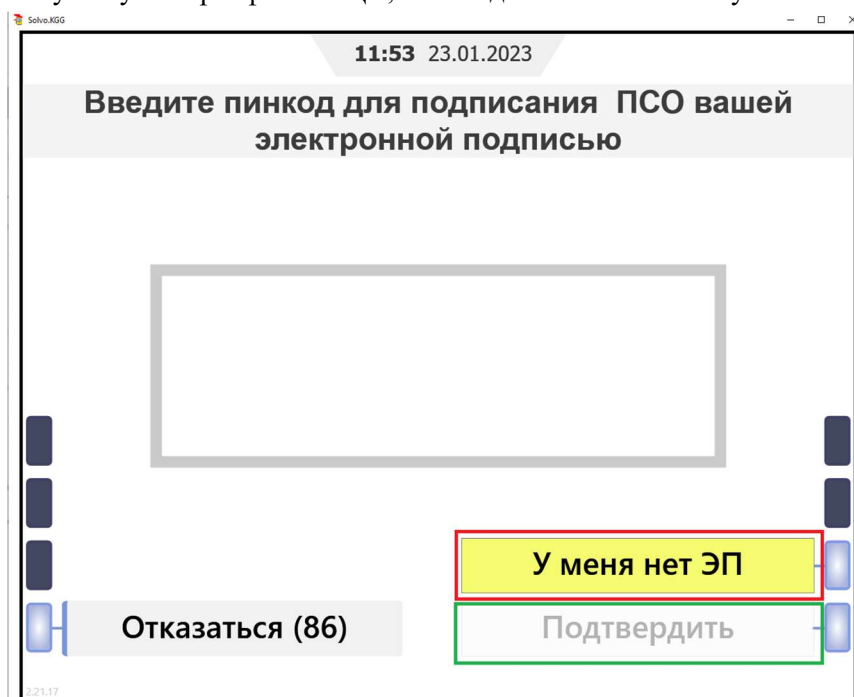 Solvo.KGG
11:53 23.01.2023
Введите пинкод для подписания ПСО вашей
электронной подписью
У меня нет ЭП
Отказаться (86)
Подтвердить
2.21.17